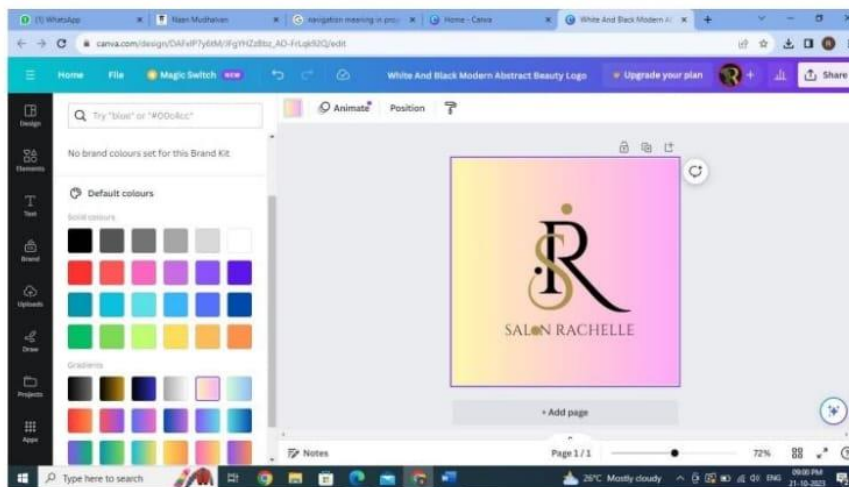 (1) WhatsApp
Naan Mudhalvan
navigation meaning in proj
Home - Canva
White And Black Modern A
canva.com/design/
/edit
Home File Magic Switch NEW
White And Black Modern Abstract Beauty Logo
Upgrade your plan
Share
Design
Elements
Text
Brand
Uploads
Draw
Projects
Apps
Try "blue" or "#00c4cc"
No brand colours set for this Brand Kit
Default colours
Solid colours
Gradients
Animate Position
SR
SALON RACHELLE
+ Add page
Notes
Page 1 / 1
72%
Type here to search
26°C Mostly cloudy
ENG
09:00 PM
21-10-2023